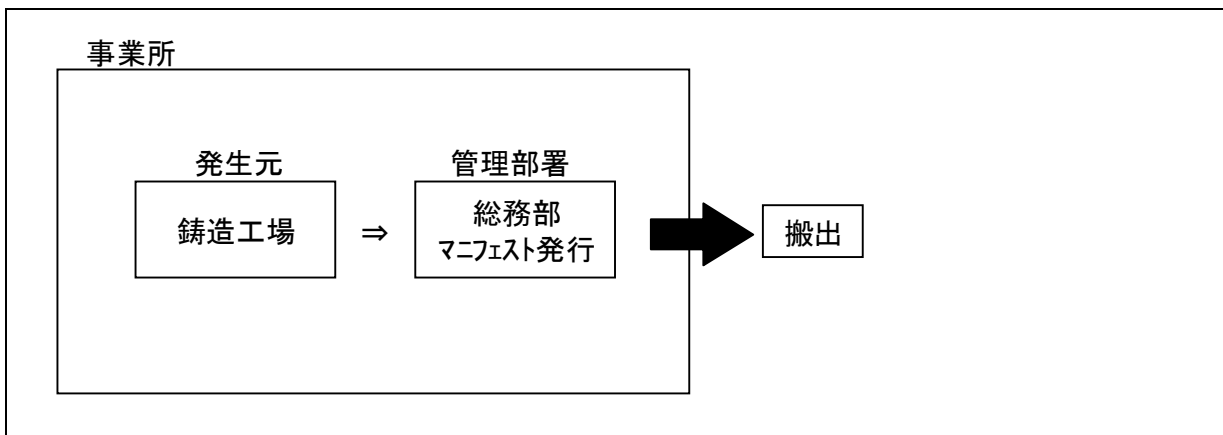 事業所
発生元
管理部署
鋳造工場
⇒
総務部
ﾏﾆﾌｪｽﾄ発行
搬出